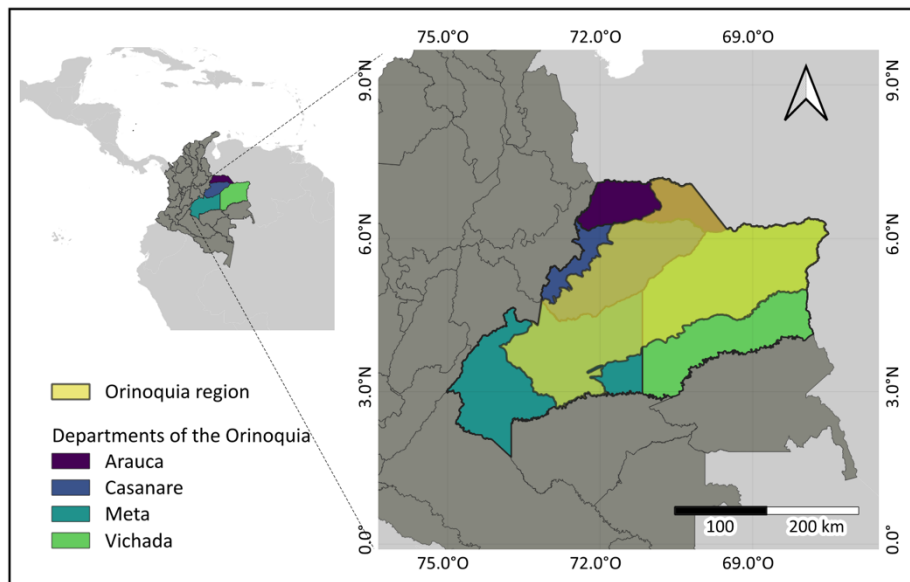 75.0°O 72.0°O 69.0°O
9.0°N 9.0°N
6.0°N 6.0°N
3.0°N 3.0°N
0.0° 0.0°
Orinoquia region
Departments of the Orinoquia
Arauca
Casanare
Meta
Vichada
100 200 km
75.0°O 72.0°O 69.0°O